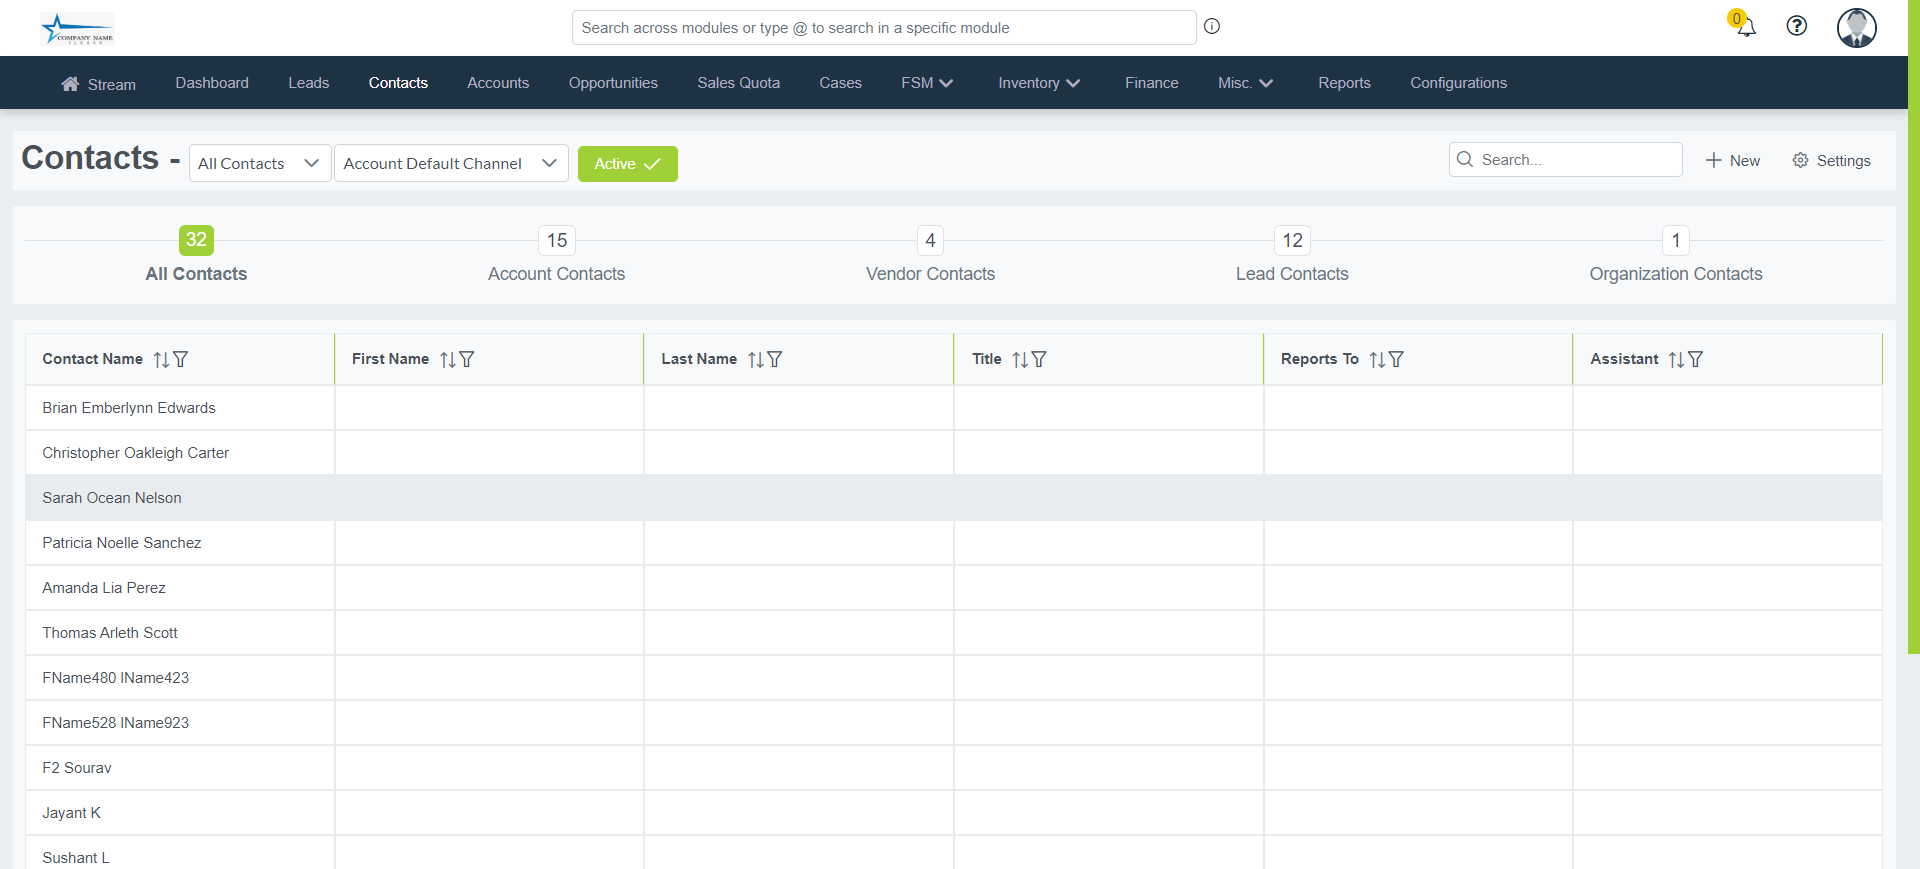 COMPANY NAME
Search across modules or type @ to search in a specific module
0
Stream Dashboard Leads Contacts Accounts Opportunities Sales Quota Cases FSM Inventory Finance Misc. Reports Configurations
Contacts - All Contacts Account Default Channel Active Search... New Settings
32 15 4 12 1
All Contacts Account Contacts Vendor Contacts Lead Contacts Organization Contacts
Contact Name First Name Last Name Title Reports To Assistant
Brian Emberlynn Edwards
Christopher Oakleigh Carter
Sarah Ocean Nelson
Patricia Noelle Sanchez
Amanda Lia Perez
Thomas Arleth Scott
FName480 lName423
FName528 lName923
F2 Sourav
Jayant K
Sushant L